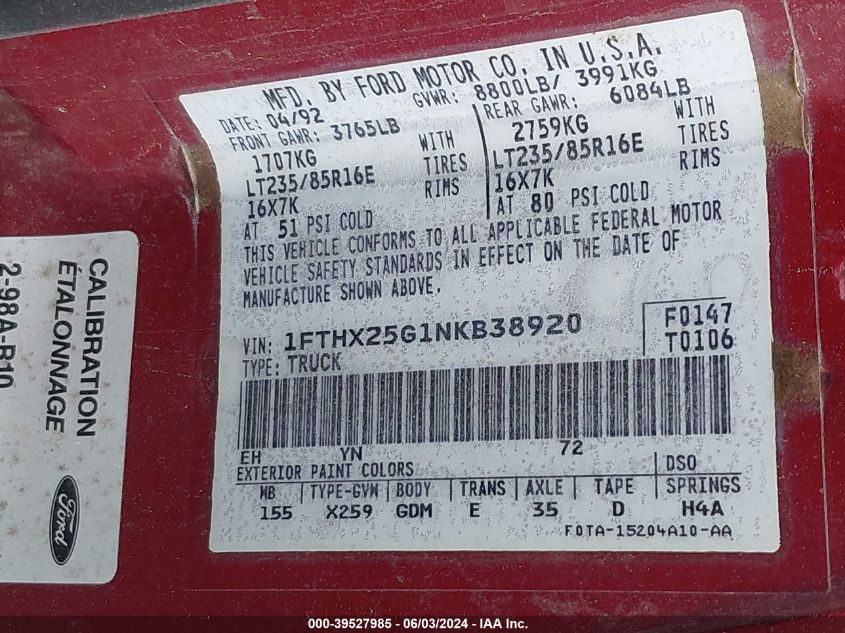 MFD. BY FORD MOTOR CO. IN U.S.A.
DATE: 04/92 GVWR: 8800LB/ 3991KG
FRONT GAWR: 3765LB REAR GAWR: 6084LB
1707KG WITH 2759KG WITH
LT235/85R16E TIRES LT235/85R16E TIRES
16X7K RIMS 16X7K RIMS
AT 51 PSI COLD AT 80 PSI COLD
THIS VEHICLE CONFORMS TO ALL APPLICABLE FEDERAL MOTOR
VEHICLE SAFETY STANDARDS IN EFFECT ON THE DATE OF
MANUFACTURE SHOWN ABOVE.
VIN: 1FTHX25G1NKB38920 F0147
TYPE: TRUCK T0106
EH YN 72
EXTERIOR PAINT COLORS DSO
WB TYPE-GVW BODY TRANS AXLE TAPE SPRINGS
155 X259 GDM E 35 D H4A
F0TA-15204A10-AA
CALIBRATION
ÉTALONNAGE
2-98A-R10
Ford
000-39527985 - 06/03/2024 - IAA Inc.